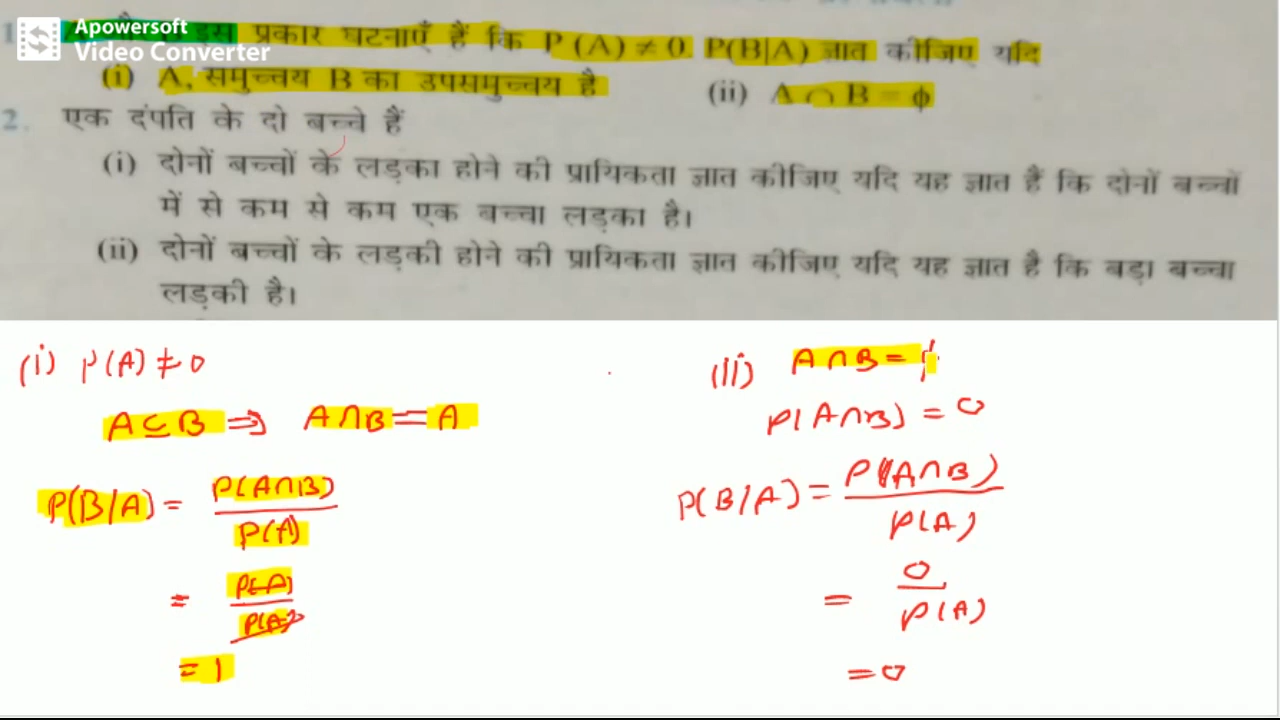 Apowersoft
Video Converter
इस प्रकार घटनाएँ हैं कि P (A) ≠ 0. P(B|A) ज्ञात कीजिए यदि
(i) A, समुच्चय B का उपसमुच्चय है (ii) A ∩ B = ϕ
2. एक दंपति के दो बच्चे हैं
(i) दोनों बच्चों के लड़का होने की प्रायिकता ज्ञात कीजिए यदि यह ज्ञात है कि दोनों बच्चों
में से कम से कम एक बच्चा लड़का है।
(ii) दोनों बच्चों के लड़की होने की प्रायिकता ज्ञात कीजिए यदि यह ज्ञात है कि बड़ा बच्चा
लड़की है।
(i) P(A) ≠ 0
A ⊆ B ⇒ A∩B = A
P(B/A) = P(A∩B)
P(A)
= P(A)
P(A)
= 1
(ii) A∩B = ϕ
P(A∩B) = 0
P(B/A) = P(A∩B)
P(A)
= 0
P(A)
= 0